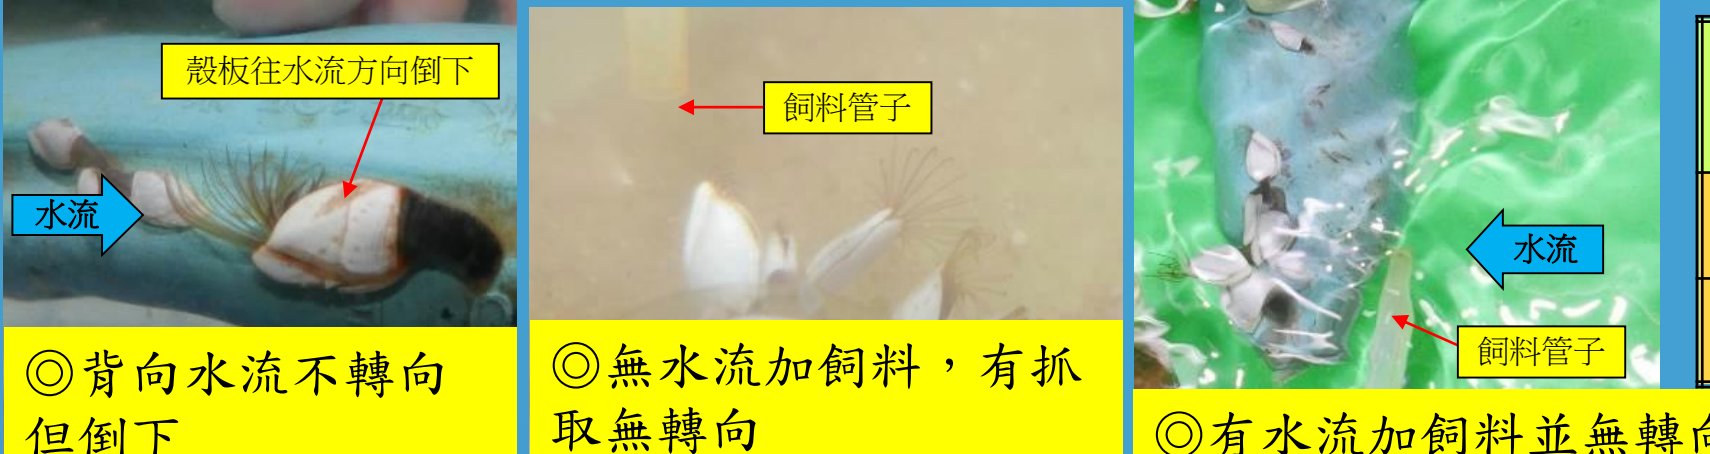 殼板往水流方向倒下
水流
◎背向水流不轉向
但倒下
飼料管子
◎無水流加飼料，有抓
取無轉向
水流
飼料管子
◎有水流加飼料並無轉向